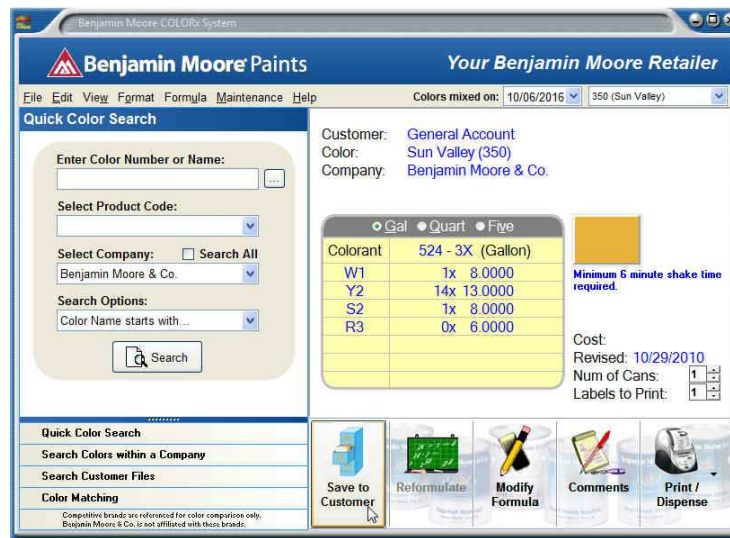 Benjamin Moore COLORx System
Benjamin Moore Paints
Your Benjamin Moore Retailer
File Edit View Format Formula Maintenance Help
Colors mixed on: 10/06/2016 350 (Sun Valley)
Quick Color Search
Enter Color Number or Name:
...
Select Product Code:
Select Company: Search All
Benjamin Moore & Co.
Search Options:
Color Name starts with...
Search
Customer: General Account
Color: Sun Valley (350)
Company: Benjamin Moore & Co.
Gal Quart Five
Colorant 524 - 3X (Gallon)
W1 1x 8.0000
Y2 14x 13.0000
S2 1x 8.0000
R3 0x 6.0000
Minimum 6 minute shake time
required.
Cost:
Revised: 10/29/2010
Num of Cans: 1
Labels to Print: 1
Quick Color Search
Search Colors within a Company
Search Customer Files
Color Matching
Competitive brands are referenced for color comparison only.
Benjamin Moore & Co. is not affiliated with these brands.
Save to
Customer
Reformulate
Modify
Formula
Comments
Print /
Dispense